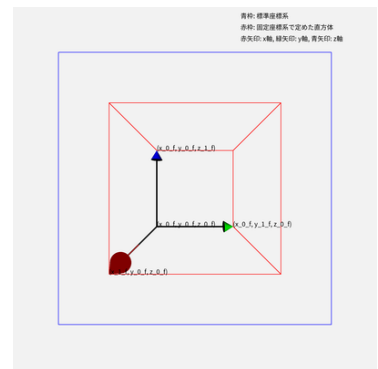 青枠: 標準座標系
赤枠: 固定座標系で定めた直方体
赤矢印: x軸, 緑矢印: y軸, 青矢印: z軸
(x_0_f, y_0_f, z_1_f)
(x_0_f, y_0_f, z_0_f)
(x_0_f, y_1_f, z_0_f)
y_0_f, z_0_f)